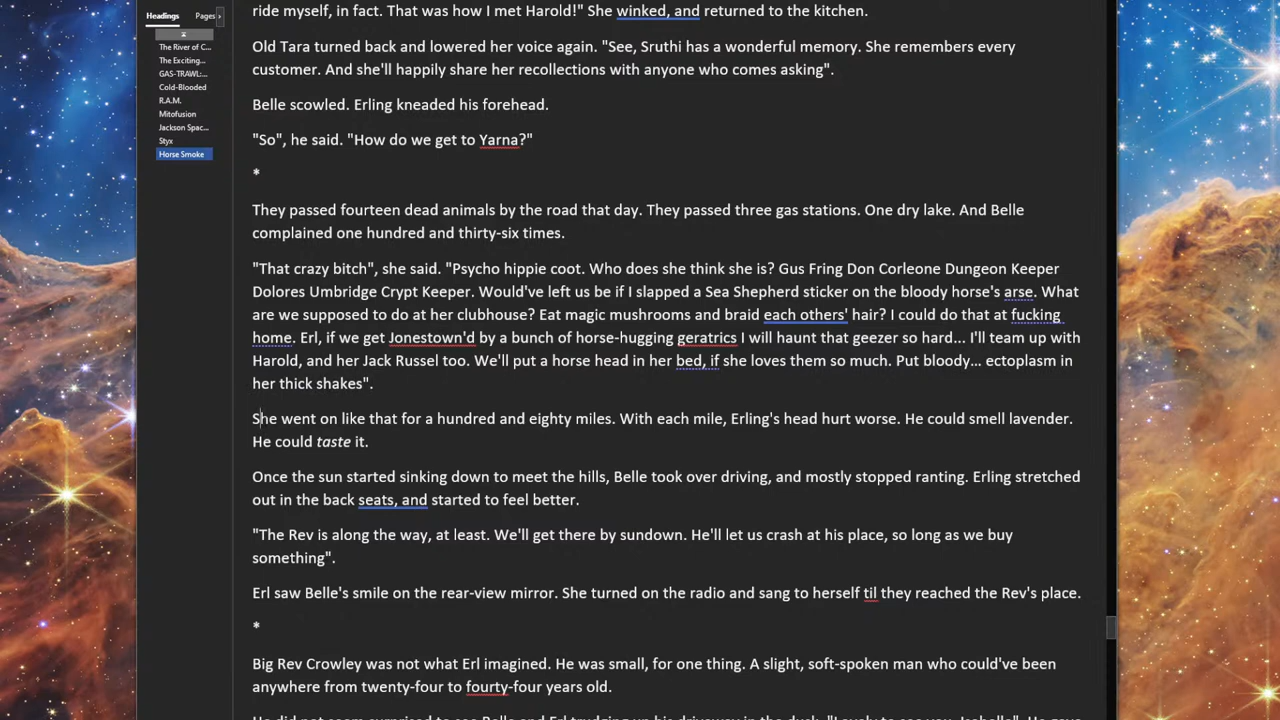 Headings
Pages
The River of C...
The Exciting...
GAS-TRAWL:...
Cold-Blooded
R.A.M.
Mitofusion
Jackson Spac...
Styx
Horse Smoke
ride myself, in fact. That was how I met Harold!" She winked, and returned to the kitchen.
Old Tara turned back and lowered her voice again. "See, Sruthi has a wonderful memory. She remembers every
customer. And she'll happily share her recollections with anyone who comes asking".
Belle scowled. Erling kneaded his forehead.
"So", he said. "How do we get to Yarna?"
*
They passed fourteen dead animals by the road that day. They passed three gas stations. One dry lake. And Belle
complained one hundred and thirty-six times.
"That crazy bitch", she said. "Psycho hippie coot. Who does she think she is? Gus Fring Don Corleone Dungeon Keeper
Dolores Umbridge Crypt Keeper. Would've left us be if I slapped a Sea Shepherd sticker on the bloody horse's arse. What
are we supposed to do at her clubhouse? Eat magic mushrooms and braid each others' hair? I could do that at fucking
home. Erl, if we get Jonestown'd by a bunch of horse-hugging geratrics I will haunt that geezer so hard... I'll team up with
Harold, and her Jack Russel too. We'll put a horse head in her bed, if she loves them so much. Put bloody... ectoplasm in
her thick shakes".
She went on like that for a hundred and eighty miles. With each mile, Erling's head hurt worse. He could smell lavender.
He could taste it.
Once the sun started sinking down to meet the hills, Belle took over driving, and mostly stopped ranting. Erling stretched
out in the back seats, and started to feel better.
"The Rev is along the way, at least. We'll get there by sundown. He'll let us crash at his place, so long as we buy
something".
Erl saw Belle's smile on the rear-view mirror. She turned on the radio and sang to herself til they reached the Rev's place.
*
Big Rev Crowley was not what Erl imagined. He was small, for one thing. A slight, soft-spoken man who could've been
anywhere from twenty-four to fourty-four years old.